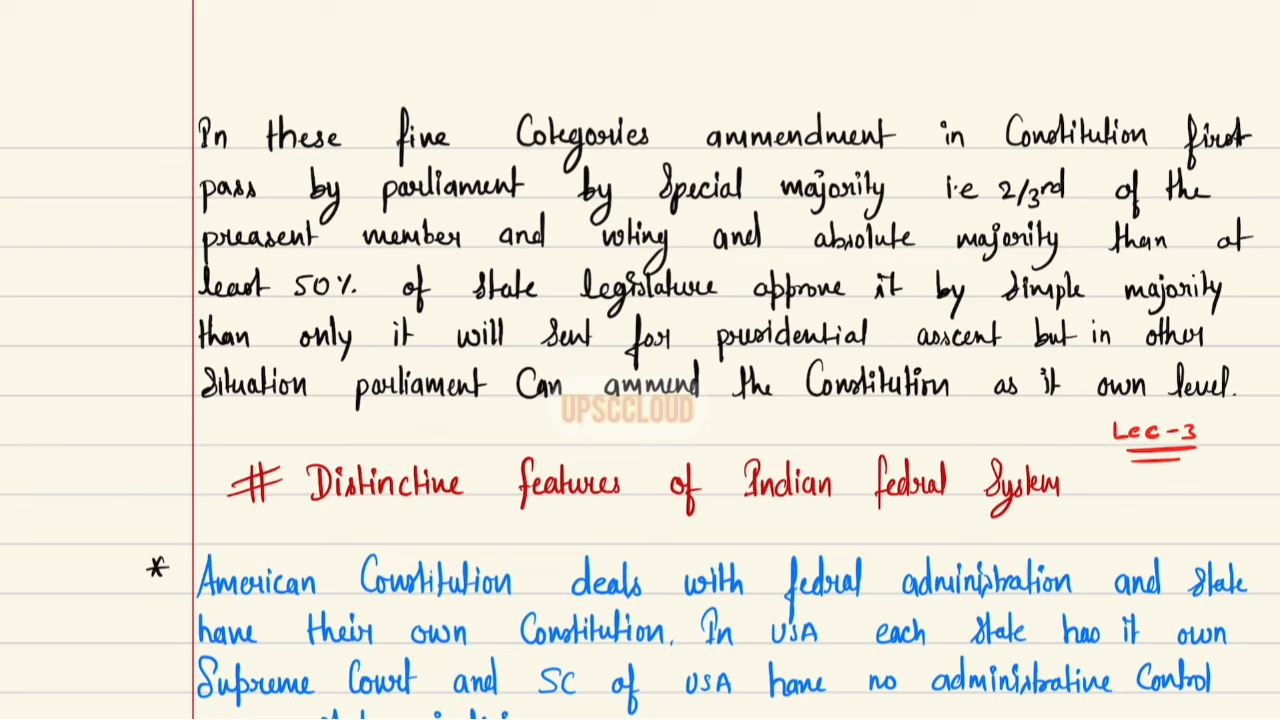 In these five Categories ammendment in Constitution first
pass by parliament by Special majority i.e 2/3rd of the
preasent member and voting and absolute majority than at
least 50% of state legislature approve it by simple majority
than only it will sent for presidential asscent but in other
situation parliament Can ammend the Constitution as it own level.
UPSCCLOUD
Lec-3
# Distinctive features of Indian federal System
* American Constitution deals with federal administration and state
have their own Constitution. In USA each state has it own
Supreme Court and SC of USA have no administrative Control